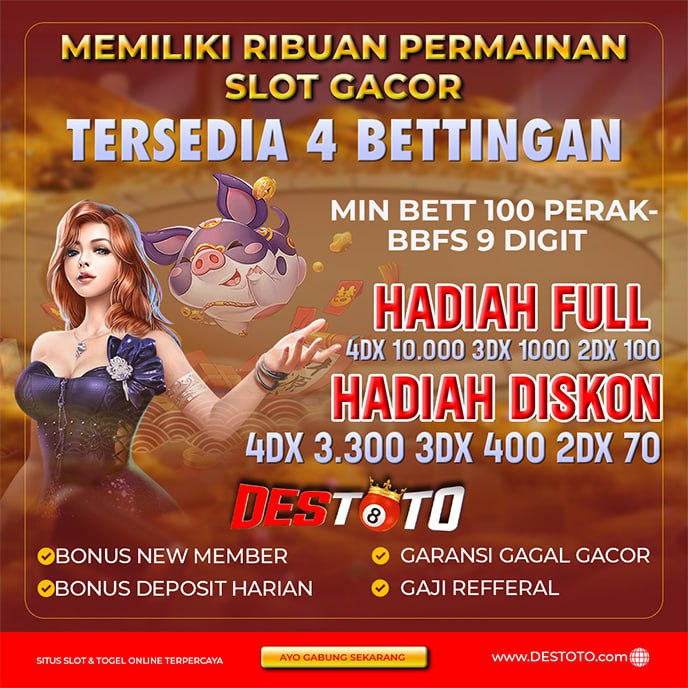 MEMILIKI RIBUAN PERMAINAN
SLOT GACOR
TERSEDIA 4 BETTINGAN
MIN BETT 100 PERAK-
BBFS 9 DIGIT
HADIAH FULL
4DX 10.000 3DX 1000 2DX 100
HADIAH DISKON
4DX 3.300 3DX 400 2DX 70
DESTOTO
8
BONUS NEW MEMBER
GARANSI GAGAL GACOR
BONUS DEPOSIT HARIAN
GAJI REFFERAL
SITUS SLOT & TOGEL ONLINE TERPERCAYA
AYO GABUNG SEKARANG
www.DESTOTO.com